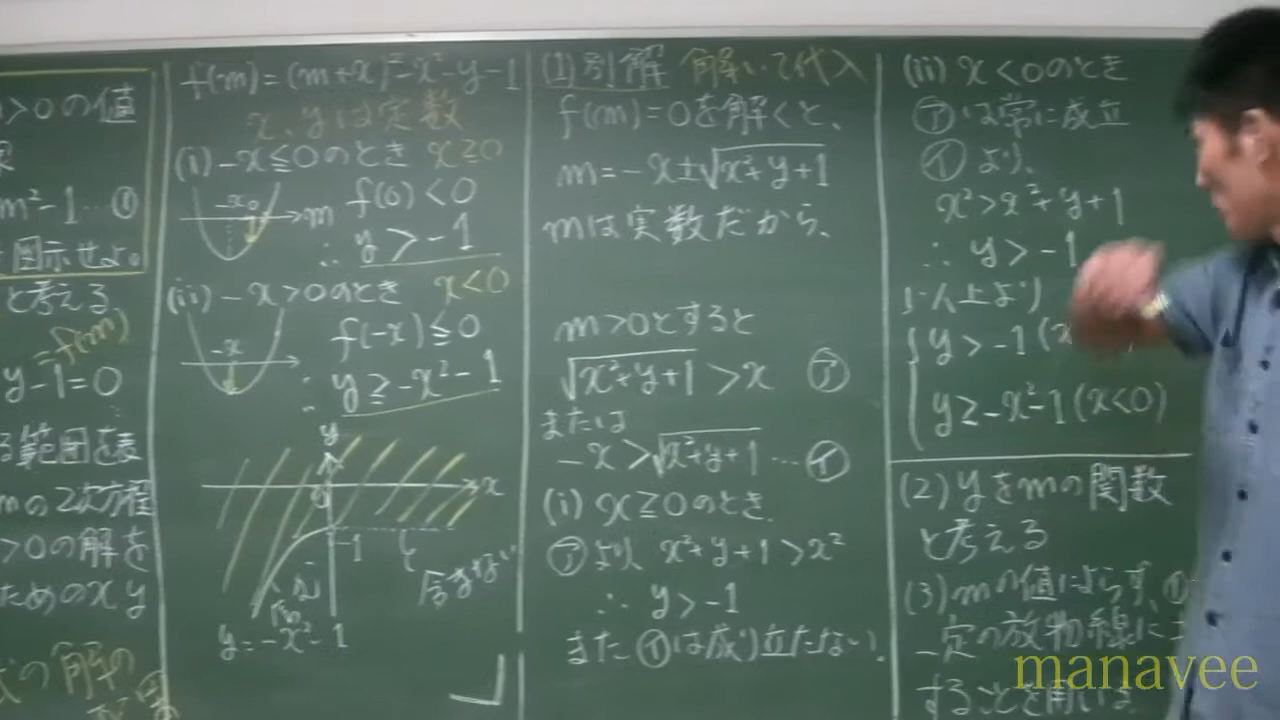 >0の値
m²-1…①
図示せよ。
と考える
=f(m)
y-1=0
る範囲を表
mの2次方程
>0の解を
ためのxy
式の解の
f(m)=(m+x)²-x²-y-1
x、yは定数
(i) -x≦0のとき x≧0
-x 0 m f(0)<0
∴ y>-1
(ii) -x>0のとき x<0
-x f(-x)≦0
∴ y≧-x²-1
y
0 x
-1
含まない
y=-x²-1
(1) 別解 解いて代入
f(m)=0を解くと、
m=-x±√x²+y+1
mは実数だから、
m>0とすると
√x²+y+1>x ㋐
または
-x>√x²+y+1 … ㋑
(i) x≧0のとき
㋐より x²+y+1>x²
∴ y>-1
また㋑は成り立たない。
(ii) x<0のとき
㋐は常に成立
㋑より、
x²>x²+y+1
∴ y>-1
以上より
y>-1(x
y≧-x²-1(x<0)
(2) yをmの関数
と考える
(3) mの値によらず、①
一定の放物線に
することを用いる
manavee